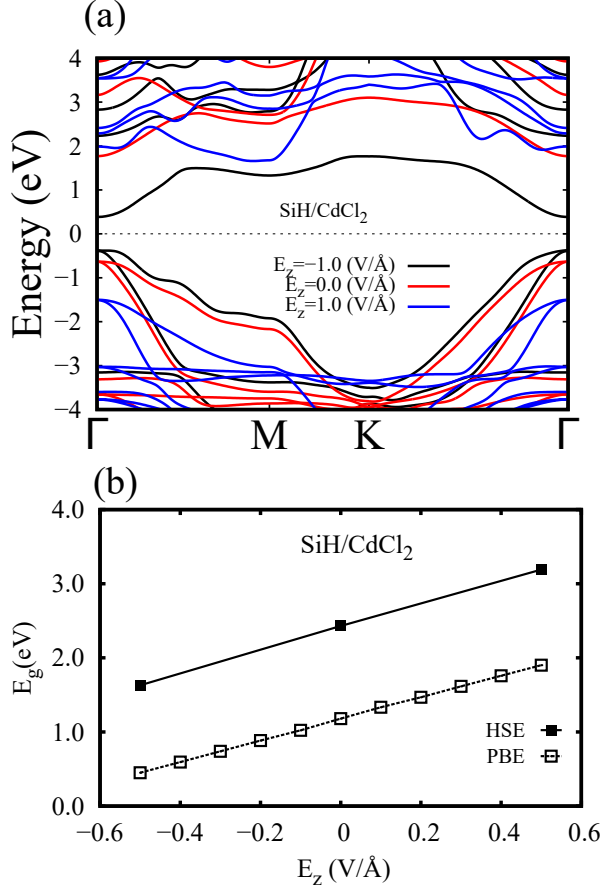 (a)
4
3
2
1
0
−1
−2
−3
−4
Energy (eV)
SiH/CdCl2
Ez=−1.0 (V/Å)
Ez=0.0 (V/Å)
Ez=1.0 (V/Å)
Γ M K Γ
(b)
4.0
3.0
2.0
1.0
0.0
Eg(eV)
SiH/CdCl2
HSE
PBE
−0.6 −0.4 −0.2 0 0.2 0.4 0.6
Ez (V/Å)